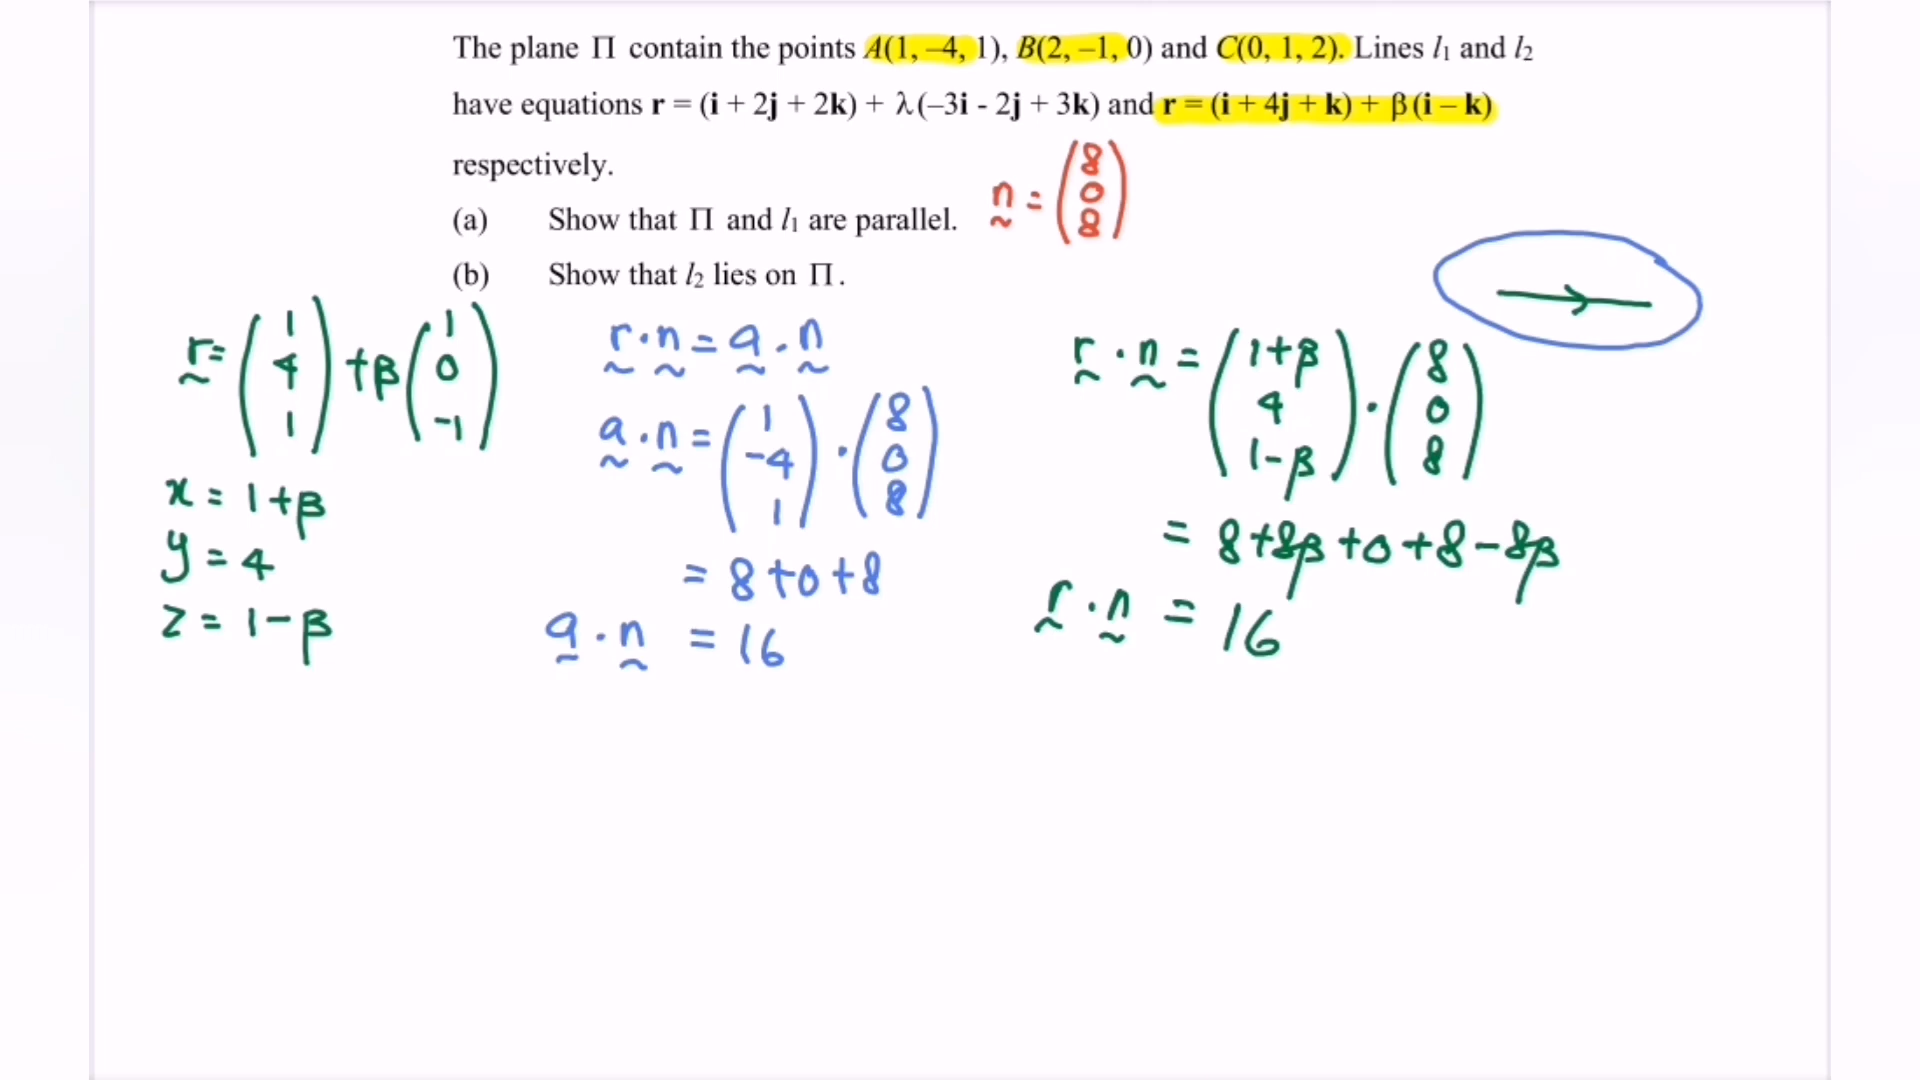 The plane Π contain the points A(1, –4, 1), B(2, –1, 0) and C(0, 1, 2). Lines l₁ and l₂
have equations r = (i + 2j + 2k) + λ(–3i - 2j + 3k) and r = (i + 4j + k) + β(i – k)
respectively.
(a) Show that Π and l₁ are parallel.
n = (8 0 8)
(b) Show that l₂ lies on Π.
r = (1 4 1) + β(1 0 -1)
x = 1+β
y = 4
z = 1-β
r·n = a·n
a·n = (1 -4 1) · (8 0 8)
= 8+0+8
a·n = 16
r·n = (1+β 4 1-β) · (8 0 8)
= 8+8β+0+8-8β
r·n = 16